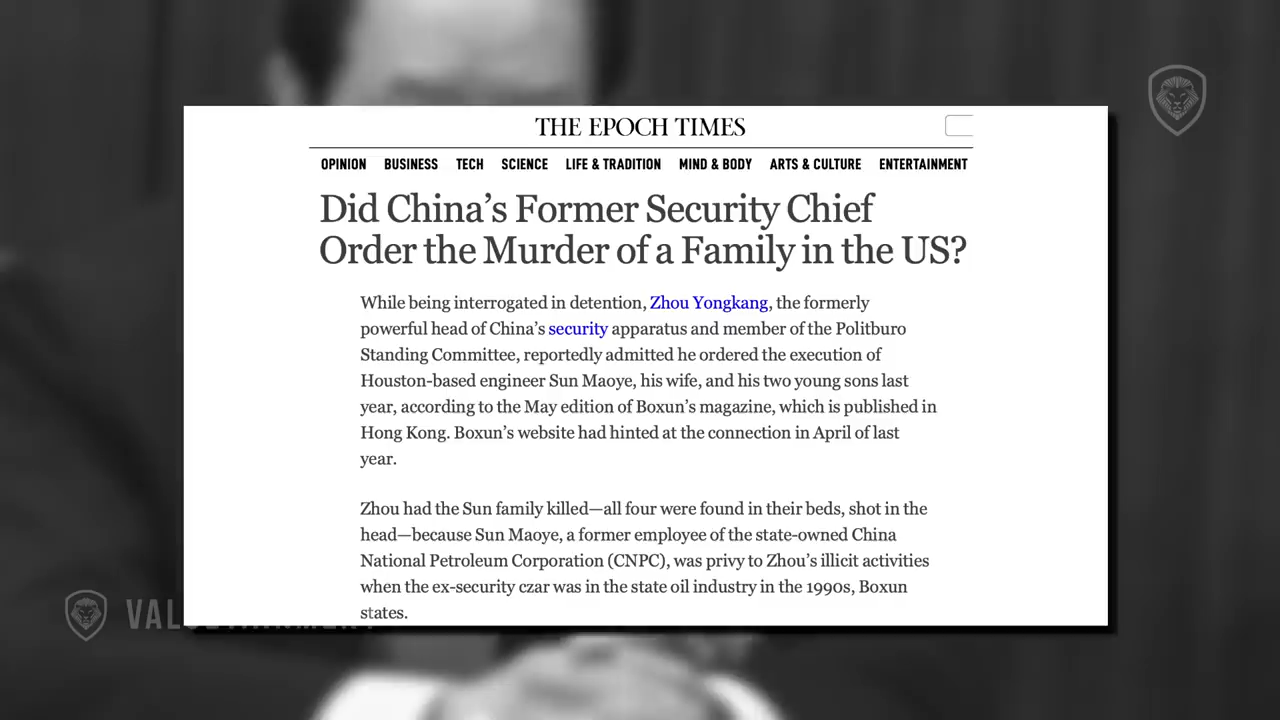 THE EPOCH TIMES
OPINION BUSINESS TECH SCIENCE LIFE & TRADITION MIND & BODY ARTS & CULTURE ENTERTAINMENT
Did China’s Former Security Chief
Order the Murder of a Family in the US?
While being interrogated in detention, Zhou Yongkang, the formerly
powerful head of China’s security apparatus and member of the Politburo
Standing Committee, reportedly admitted he ordered the execution of
Houston-based engineer Sun Maoye, his wife, and his two young sons last
year, according to the May edition of Boxun’s magazine, which is published in
Hong Kong. Boxun’s website had hinted at the connection in April of last
year.
Zhou had the Sun family killed—all four were found in their beds, shot in the
head—because Sun Maoye, a former employee of the state-owned China
National Petroleum Corporation (CNPC), was privy to Zhou’s illicit activities
when the ex-security czar was in the state oil industry in the 1990s, Boxun
states.